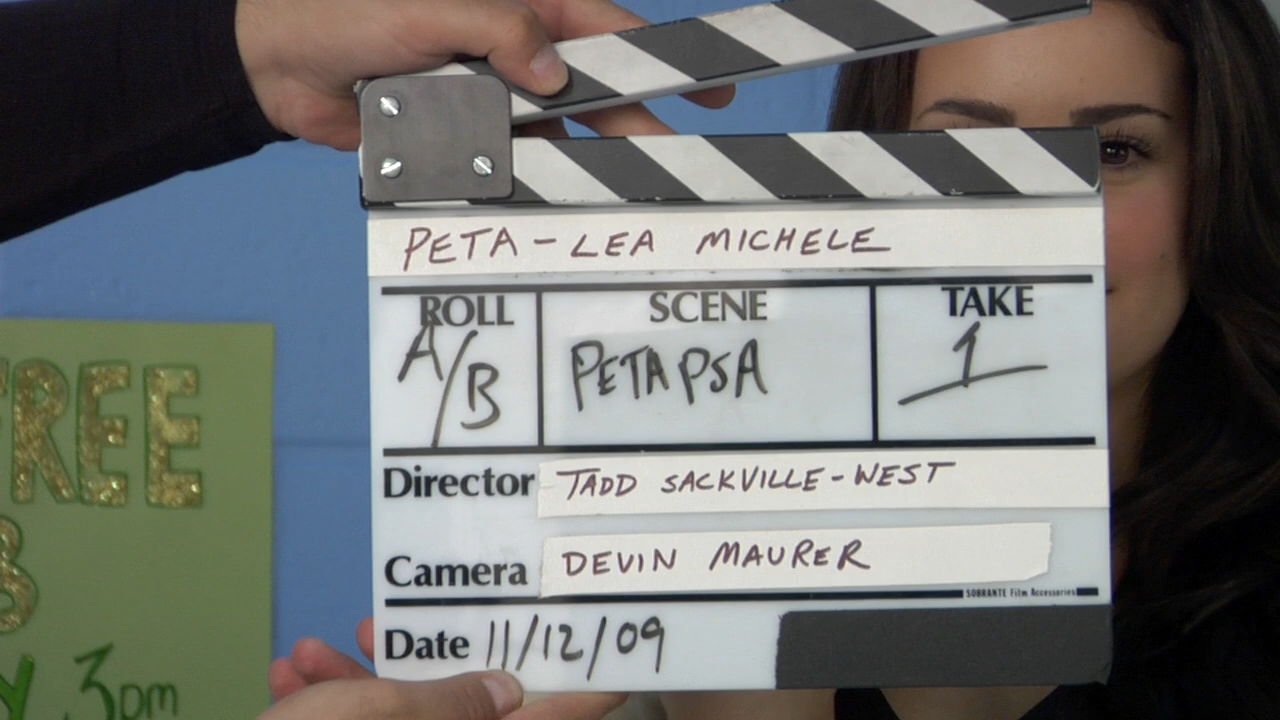 PETA - LEA MICHELE
ROLL SCENE TAKE
A/B PETA PSA 1
Director TADD SACKVILLE-WEST
Camera DEVIN MAURER
SOBRANTE Film Accessories
Date 11/12/09
REE
3pm